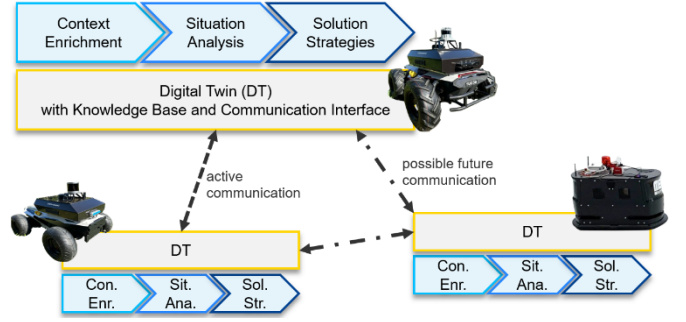 Context
Enrichment
Situation
Analysis
Solution
Strategies
Digital Twin (DT)
with Knowledge Base and Communication Interface
active
communication
possible future
communication
DT
Con.
Enr.
Sit.
Ana.
Sol.
Str.
DT
Con.
Enr.
Sit.
Ana.
Sol.
Str.